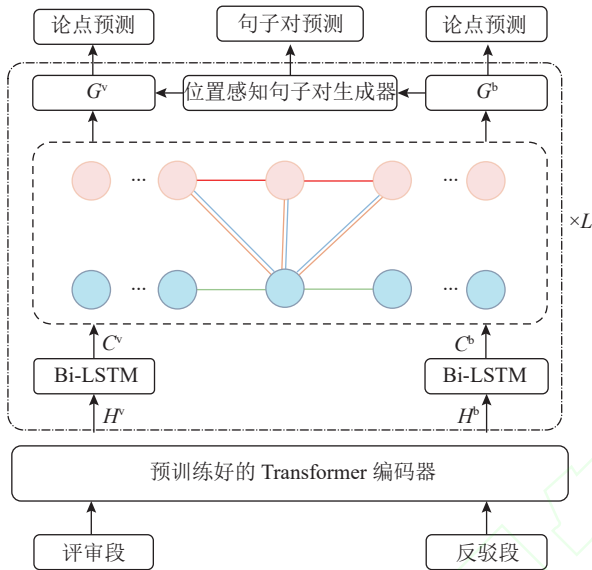 论点预测 句子对预测 论点预测
Gᵛ 位置感知句子对生成器 Gᵇ
··· ··· ×L
··· ···
Cᵛ Cᵇ
Bi-LSTM Bi-LSTM
Hᵛ Hᵇ
预训练好的 Transformer 编码器
评审段 反驳段